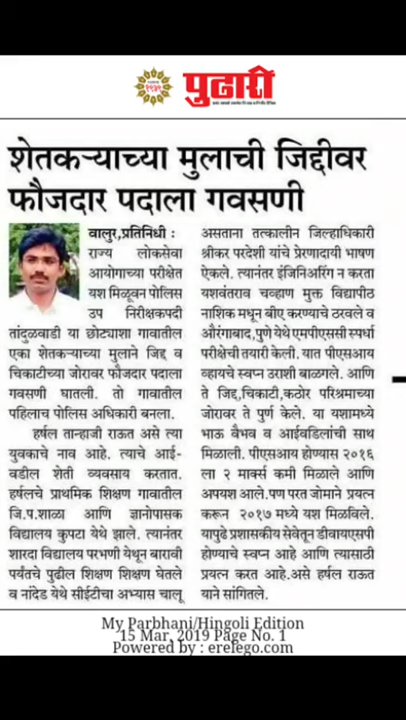 पुढारी
शेतकऱ्याच्या मुलाची जिद्दीवर
फौजदार पदाला गवसणी
वालुर,प्रतिनिधी :
राज्य लोकसेवा
आयोगाच्या परीक्षेत
यश मिळवून पोलिस
उप निरीक्षकपदी
तांदुळवाडी या छोट्याशा गावातील
एका शेतकऱ्याच्या मुलाने जिद्द व
चिकाटीच्या जोरावर फौजदार पदाला
गवसणी घातली. तो गावातील
पहिलाच पोलिस अधिकारी बनला.
हर्षल तान्हाजी राऊत असे त्या
युवकाचे नाव आहे. त्याचे आई-
वडील शेती व्यवसाय करतात.
हर्षलचे प्राथमिक शिक्षण गावातील
जि.प.शाळा आणि ज्ञानोपासक
विद्यालय कुपटा येथे झाले. त्यानंतर
शारदा विद्यालय परभणी येथून बारावी
पर्यंतचे पुढील शिक्षण शिक्षण घेतले
व नांदेड येथे सीईटीचा अभ्यास चालू
असताना तत्कालीन जिल्हाधिकारी
श्रीकर परदेशी यांचे प्रेरणादायी भाषण
ऐकले. त्यानंतर इंजिनिअरिंग न करता
यशवंतराव चव्हाण मुक्त विद्यापीठ
नाशिक मधून बीए करण्याचे ठरवले व
औरंगाबाद,पुणे येथे एमपीएससी स्पर्धा
परीक्षेची तयारी केली. यात पीएसआय
व्हायचे स्वप्न उराशी बाळगले. आणि
ते जिद्द,चिकाटी,कठोर परिश्रमाच्या
जोरावर ते पुर्ण केले. या यशामध्ये
भाऊ वैभव व आईवडिलांची साथ
मिळाली. पीएसआय होण्यास २०१६
ला २ मार्क्स कमी मिळाले आणि
अपयश आले.पण परत जोमाने प्रयत्न
करून २०१७ मध्ये यश मिळविले.
यापुढे प्रशासकीय सेवेतून डीवायएसपी
होण्याचे स्वप्न आहे आणि त्यासाठी
प्रयत्न करत आहे.असे हर्षल राऊत
याने सांगितले.
My Parbhani/Hingoli Edition
15 Mar, 2019 Page No. 1
Powered by : erelego.com